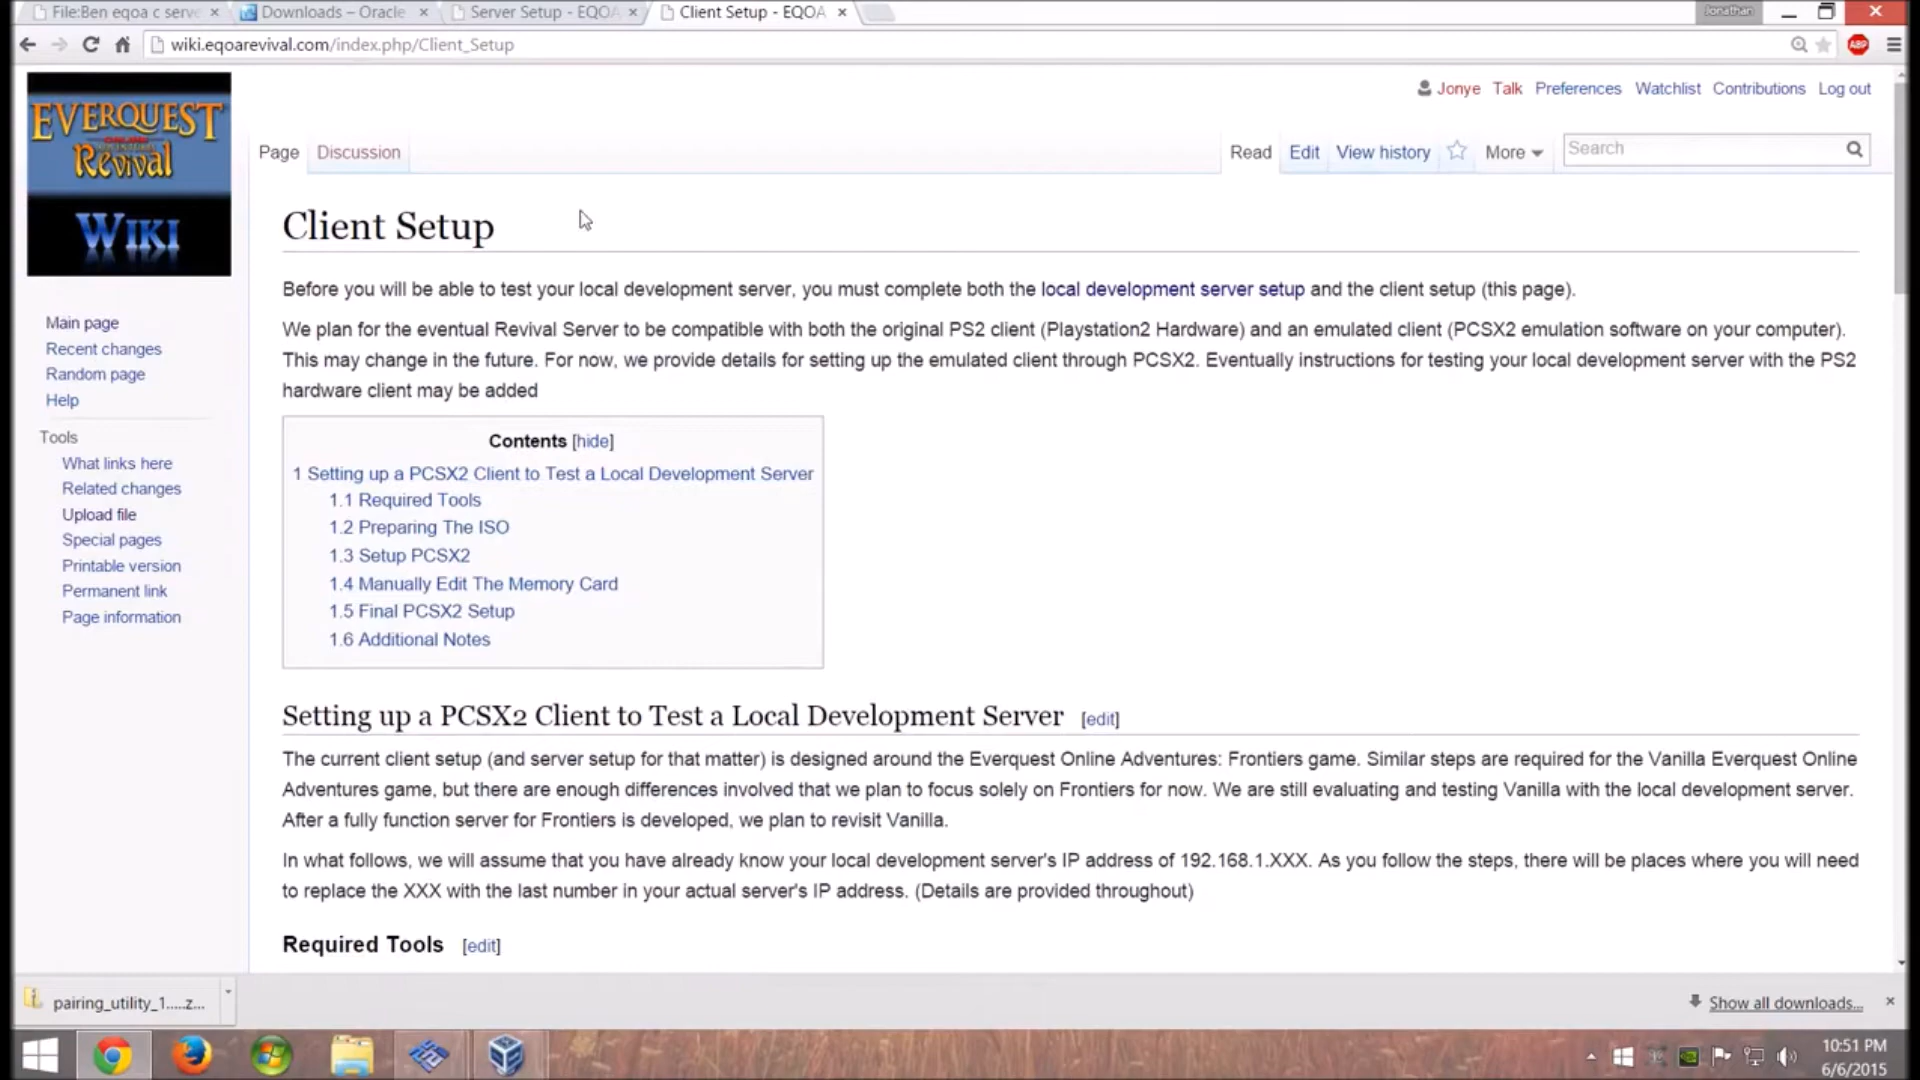 File:Ben eqoa c serve
Downloads – Oracle
Server Setup - EQOA
Client Setup - EQOA
Jonathan
wiki.eqoarevival.com/index.php/Client_Setup
ABP
EVERQUEST
Revival
WIKI
Jonye Talk Preferences Watchlist Contributions Log out
Page Discussion
Read Edit View history More
Search
Client Setup
Before you will be able to test your local development server, you must complete both the local development server setup and the client setup (this page).
We plan for the eventual Revival Server to be compatible with both the original PS2 client (Playstation2 Hardware) and an emulated client (PCSX2 emulation software on your computer).
This may change in the future. For now, we provide details for setting up the emulated client through PCSX2. Eventually instructions for testing your local development server with the PS2
hardware client may be added
Main page
Recent changes
Random page
Help
Tools
What links here
Related changes
Upload file
Special pages
Printable version
Permanent link
Page information
Contents [hide]
1 Setting up a PCSX2 Client to Test a Local Development Server
1.1 Required Tools
1.2 Preparing The ISO
1.3 Setup PCSX2
1.4 Manually Edit The Memory Card
1.5 Final PCSX2 Setup
1.6 Additional Notes
Setting up a PCSX2 Client to Test a Local Development Server [edit]
The current client setup (and server setup for that matter) is designed around the Everquest Online Adventures: Frontiers game. Similar steps are required for the Vanilla Everquest Online
Adventures game, but there are enough differences involved that we plan to focus solely on Frontiers for now. We are still evaluating and testing Vanilla with the local development server.
After a fully function server for Frontiers is developed, we plan to revisit Vanilla.
In what follows, we will assume that you have already know your local development server's IP address of 192.168.1.XXX. As you follow the steps, there will be places where you will need
to replace the XXX with the last number in your actual server's IP address. (Details are provided throughout)
Required Tools [edit]
pairing_utility_1.....z...
Show all downloads...
10:51 PM
6/6/2015